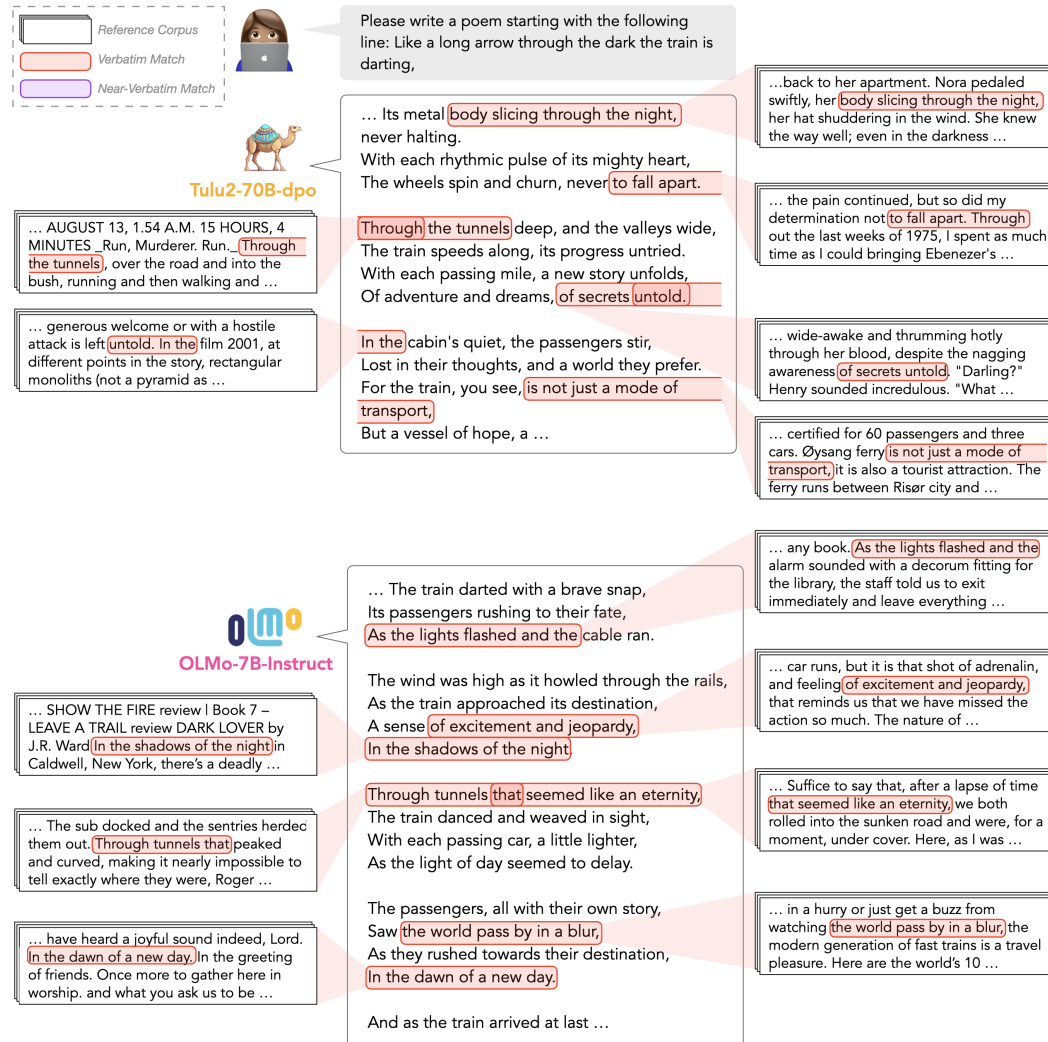 Reference Corpus
Verbatim Match
Near-Verbatim Match
Please write a poem starting with the following
line: Like a long arrow through the dark the train is
darting,
Tulu2-70B-dpo
… Its metal body slicing through the night,
never halting.
With each rhythmic pulse of its mighty heart,
The wheels spin and churn, never to fall apart.
Through the tunnels deep, and the valleys wide,
The train speeds along, its progress untried.
With each passing mile, a new story unfolds,
Of adventure and dreams, of secrets untold.
In the cabin's quiet, the passengers stir,
Lost in their thoughts, and a world they prefer.
For the train, you see, is not just a mode of
transport,
But a vessel of hope, a …
… AUGUST 13, 1.54 A.M. 15 HOURS, 4
MINUTES _Run, Murderer. Run._ Through
the tunnels, over the road and into the
bush, running and then walking and …
… generous welcome or with a hostile
attack is left untold. In the film 2001, at
different points in the story, rectangular
monoliths (not a pyramid as …
…back to her apartment. Nora pedaled
swiftly, her body slicing through the night,
her hat shuddering in the wind. She knew
the way well; even in the darkness …
… the pain continued, but so did my
determination not to fall apart. Through
out the last weeks of 1975, I spent as much
time as I could bringing Ebenezer's …
… wide-awake and thrumming hotly
through her blood, despite the nagging
awareness of secrets untold. "Darling?"
Henry sounded incredulous. "What …
… certified for 60 passengers and three
cars. Øysang ferry is not just a mode of
transport, it is also a tourist attraction. The
ferry runs between Risør city and …
OLMo
OLMo-7B-Instruct
… The train darted with a brave snap,
Its passengers rushing to their fate,
As the lights flashed and the cable ran.
The wind was high as it howled through the rails,
As the train approached its destination,
A sense of excitement and jeopardy,
In the shadows of the night.
Through tunnels that seemed like an eternity,
The train danced and weaved in sight,
With each passing car, a little lighter,
As the light of day seemed to delay.
The passengers, all with their own story,
Saw the world pass by in a blur,
As they rushed towards their destination,
In the dawn of a new day.
And as the train arrived at last …
… SHOW THE FIRE review l Book 7 –
LEAVE A TRAIL review DARK LOVER by
J.R. Ward In the shadows of the night in
Caldwell, New York, there's a deadly …
… The sub docked and the sentries herded
them out. Through tunnels that peaked
and curved, making it nearly impossible to
tell exactly where they were, Roger …
… have heard a joyful sound indeed, Lord.
In the dawn of a new day. In the greeting
of friends. Once more to gather here in
worship. and what you ask us to be …
… any book. As the lights flashed and the
alarm sounded with a decorum fitting for
the library, the staff told us to exit
immediately and leave everything …
… car runs, but it is that shot of adrenalin,
and feeling of excitement and jeopardy,
that reminds us that we have missed the
action so much. The nature of …
… Suffice to say that, after a lapse of time
that seemed like an eternity, we both
rolled into the sunken road and were, for a
moment, under cover. Here, as I was …
… in a hurry or just get a buzz from
watching the world pass by in a blur, the
modern generation of fast trains is a travel
pleasure. Here are the world's 10 …